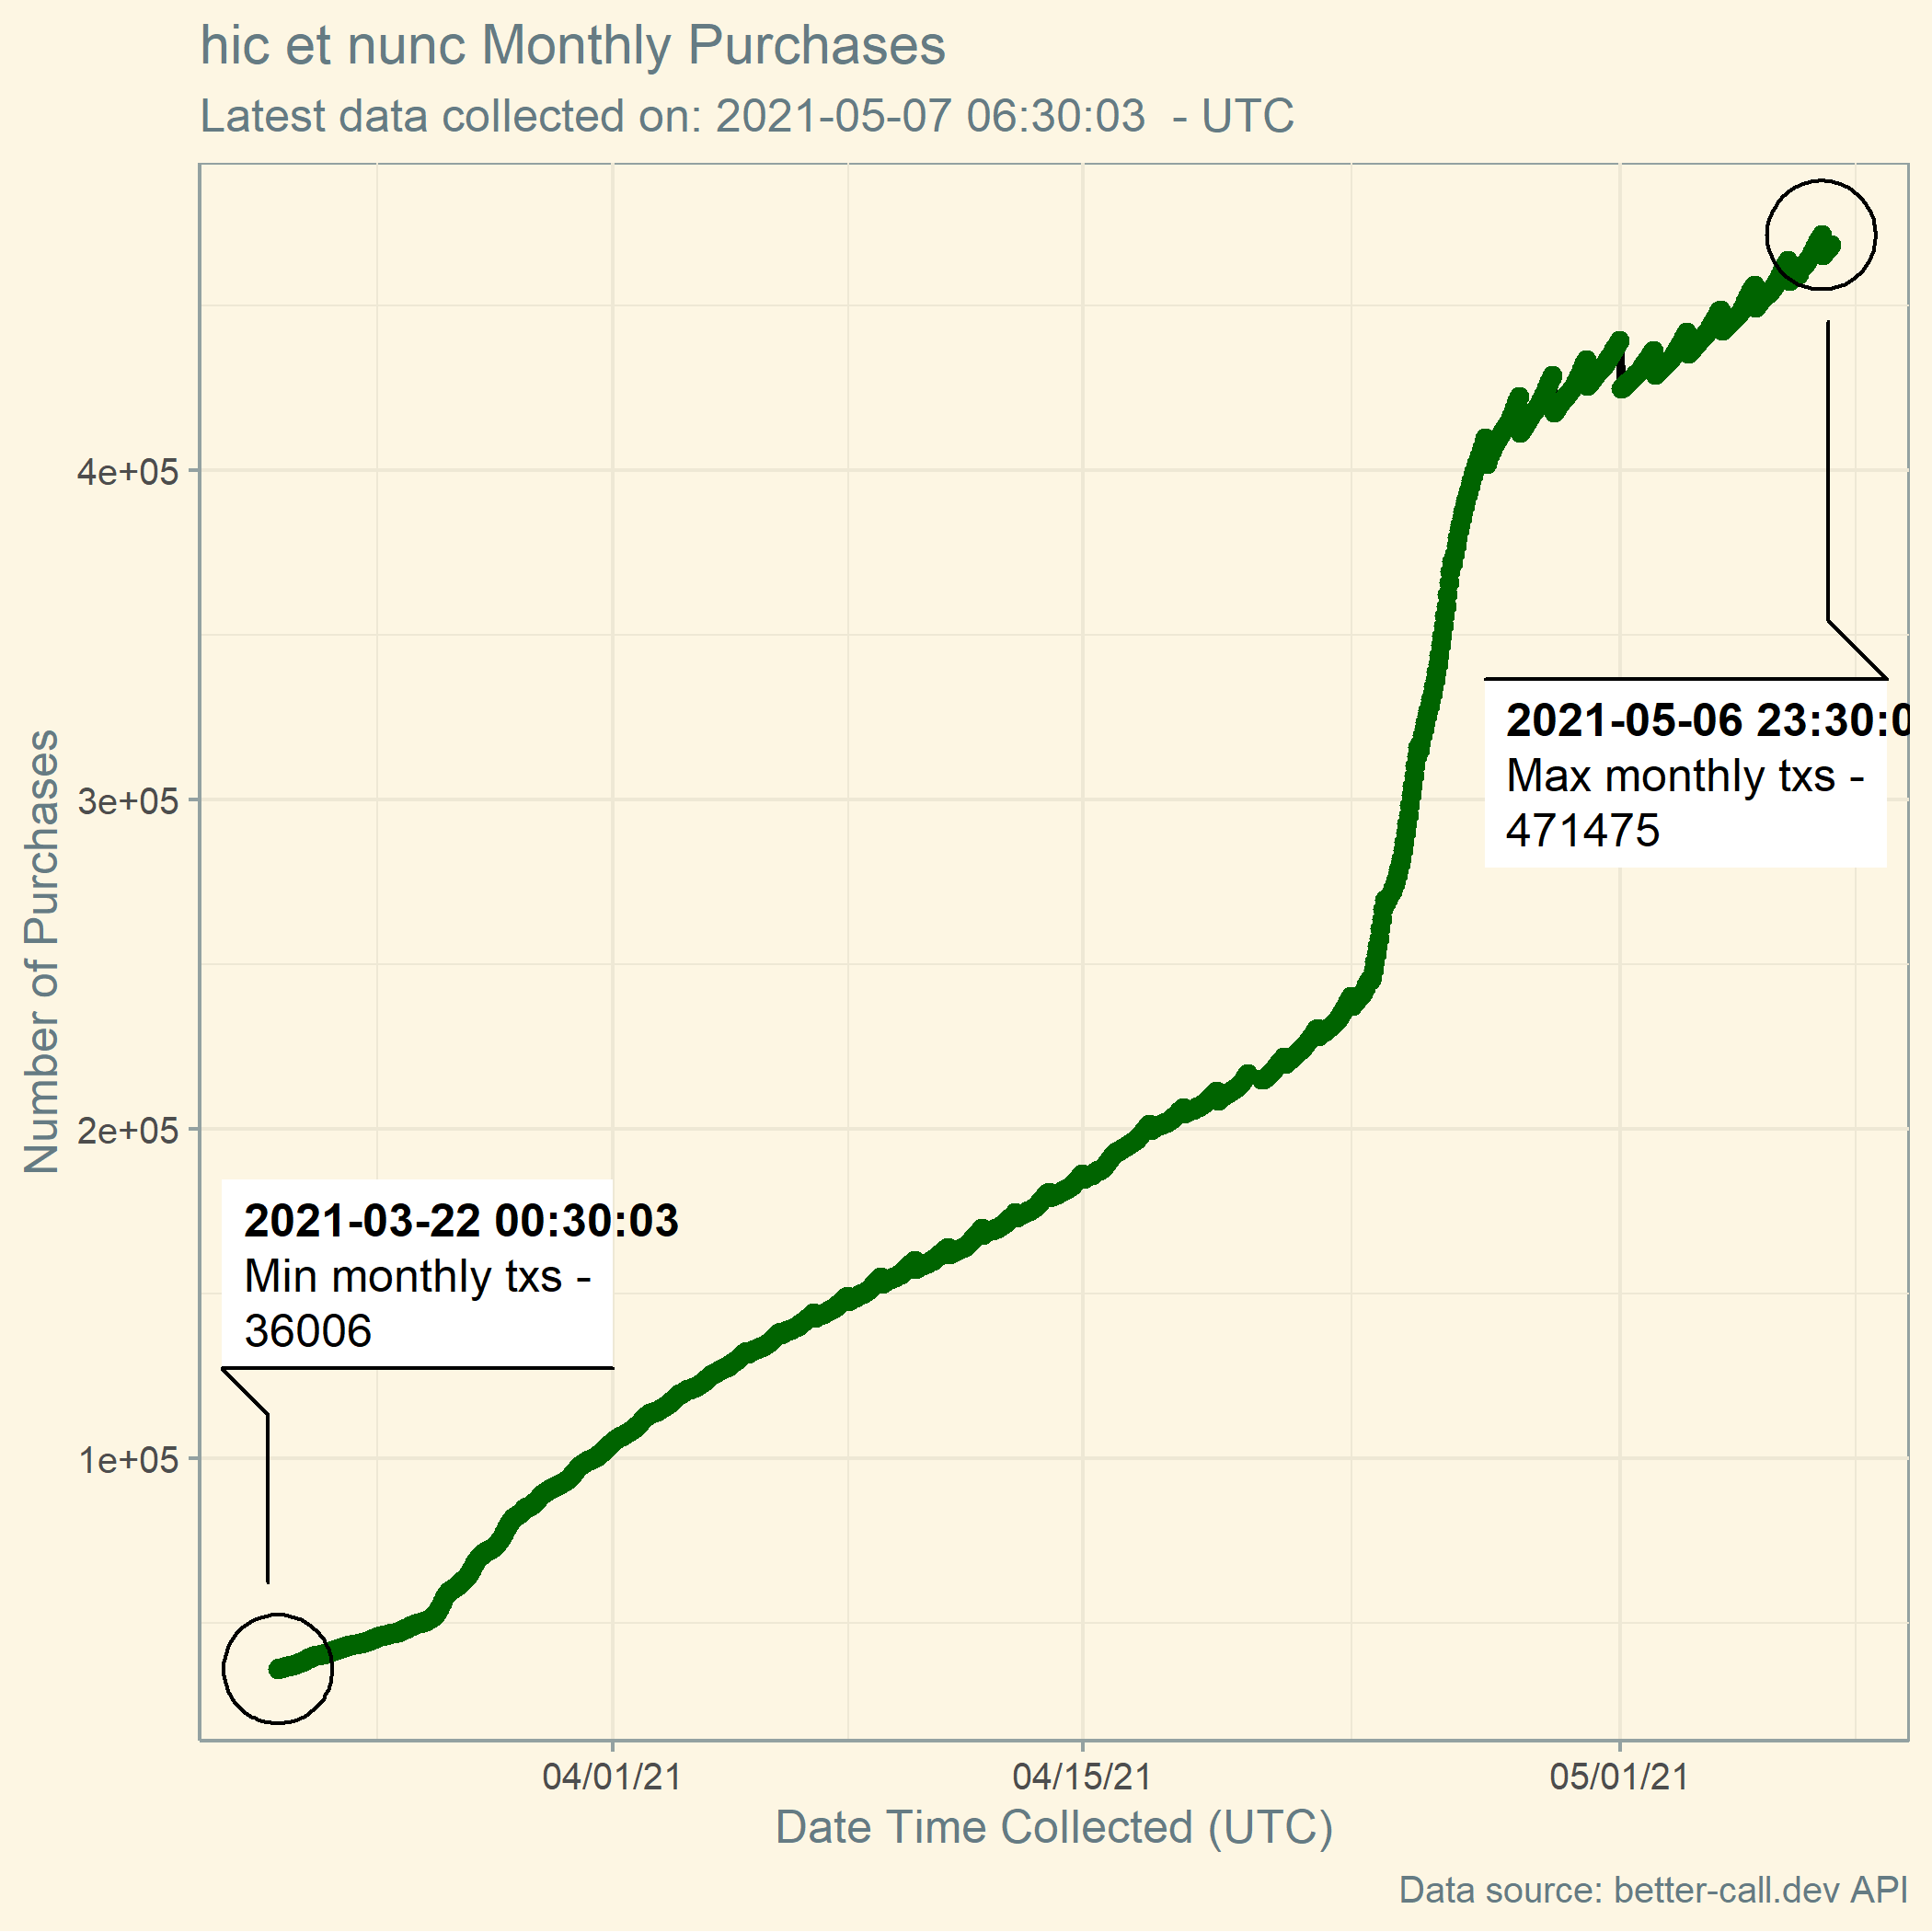 hic et nunc Monthly Purchases
Latest data collected on: 2021-05-07 06:30:03  - UTC
Number of Purchases
4e+05
3e+05
2e+05
1e+05
2021-05-06 23:30:0
Max monthly txs -
471475
2021-03-22 00:30:03
Min monthly txs -
36006
04/01/21
04/15/21
05/01/21
Date Time Collected (UTC)
Data source: better-call.dev API